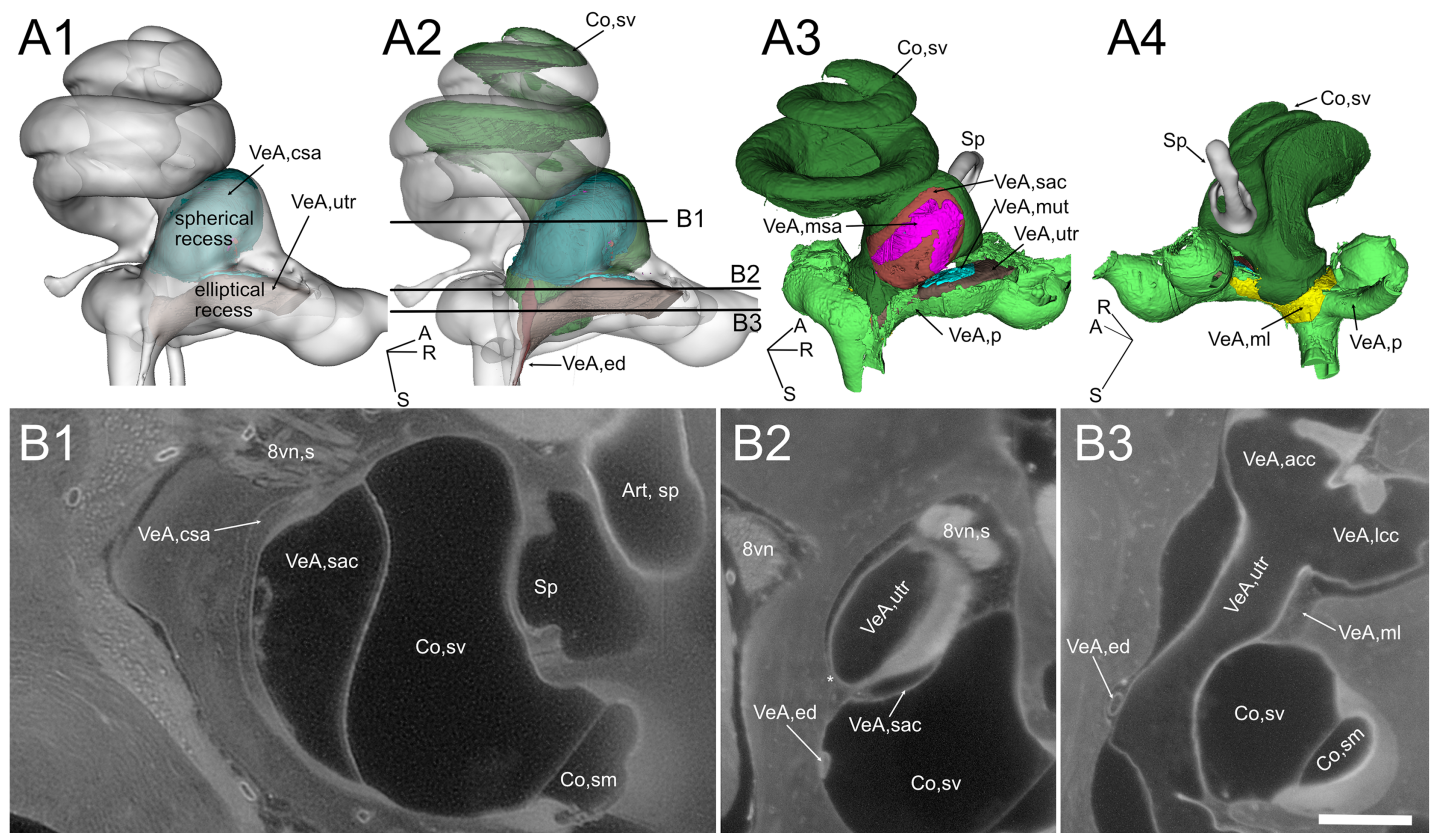 A1
VeA,csa
VeA,utr
spherical
recess
elliptical
recess
A2
Co,sv
B1
B2
B3
VeA,ed
A
R
S
A3
Co,sv
Sp
VeA,sac
VeA,mut
VeA,utr
VeA,msa
VeA,p
A
R
S
A4
Co,sv
Sp
VeA,ml
VeA,p
R
A
S
B1
8vn,s
Art, sp
VeA,csa
VeA,sac
Sp
Co,sv
Co,sm
B2
8vn,s
8vn
VeA,utr
*
VeA,ed
VeA,sac
Co,sv
B3
VeA,acc
VeA,lcc
VeA,utr
VeA,ml
VeA,ed
Co,sv
Co,sm